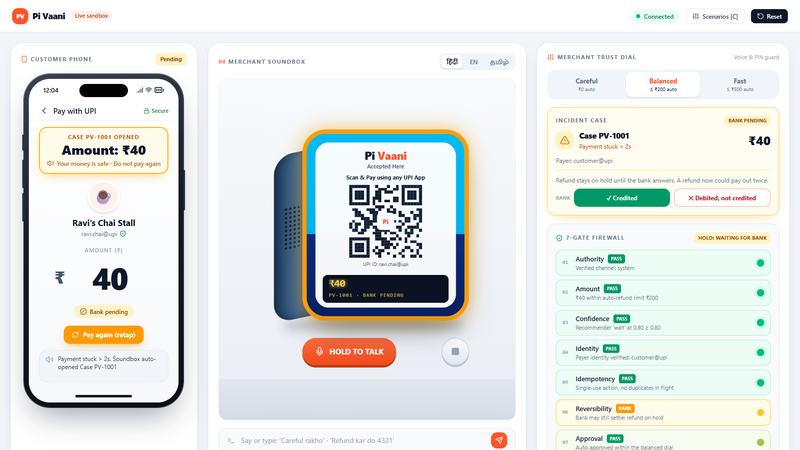 PV Pi Vaani Live sandbox
Connected
Scenarios [C]
Reset
CUSTOMER PHONE
Pending
12:04
Pay with UPI
Secure
CASE PV-1001 OPENED
Amount: ₹40
Your money is safe · Do not pay again
Ravi's Chai Stall
ravi.chai@upi
AMOUNT (₹)
₹ 40
Bank pending
Pay again (retap)
Payment stuck > 2s. Soundbox auto-
opened Case PV-1001
MERCHANT SOUNDBOX
हिंदी EN தமிழ்
Pi Vaani
Accepted Here
Scan & Pay using any UPI App
Pi
UPI ID: ravi.chai@upi
₹40
PV-1001 · BANK PENDING
HOLD TO TALK
Say or type: 'Careful rakho' · 'Refund kar do 4321'
MERCHANT TRUST DIAL
Voice & PIN guard
Careful
₹0 auto
Balanced
≤ ₹200 auto
Fast
≤ ₹500 auto
INCIDENT CASE
BANK PENDING
Case PV-1001
Payment stuck > 2s
₹40
Payer: customer@upi
Refund stays on hold until the bank answers. A refund now could pay out twice.
BANK
✓ Credited
✕ Debited, not credited
7-GATE FIREWALL
HOLD: WAITING FOR BANK
01 Authority PASS
Verified channel: system
02 Amount PASS
₹40 within auto-refund limit ₹200
03 Confidence PASS
Recommender 'wait' at 0.90 ≥ 0.80
04 Identity PASS
Payer identity verified: customer@upi
05 Idempotency PASS
Single-use action, no duplicates in flight
06 Reversibility BANK
Bank may still settle: refund on hold
07 Approval PASS
Auto-approved within the balanced dial